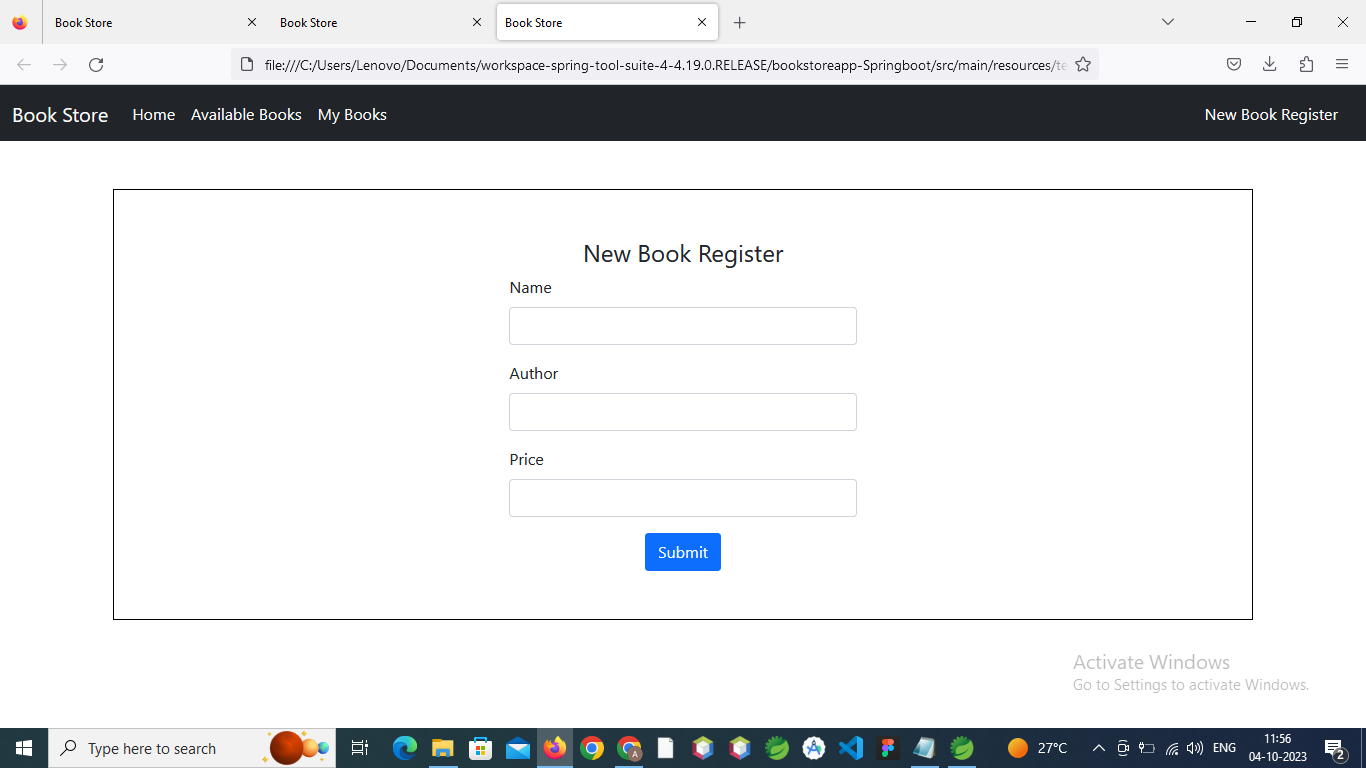 Book Store
Book Store
Book Store
file:///C:/Users/Lenovo/Documents/workspace-spring-tool-suite-4-4.19.0.RELEASE/bookstoreapp-Springboot/src/main/resources/te
Book Store Home Available Books My Books New Book Register
New Book Register
Name
Author
Price
Submit
Activate Windows
Go to Settings to activate Windows.
Type here to search
27°C
ENG
11:56
04-10-2023
2